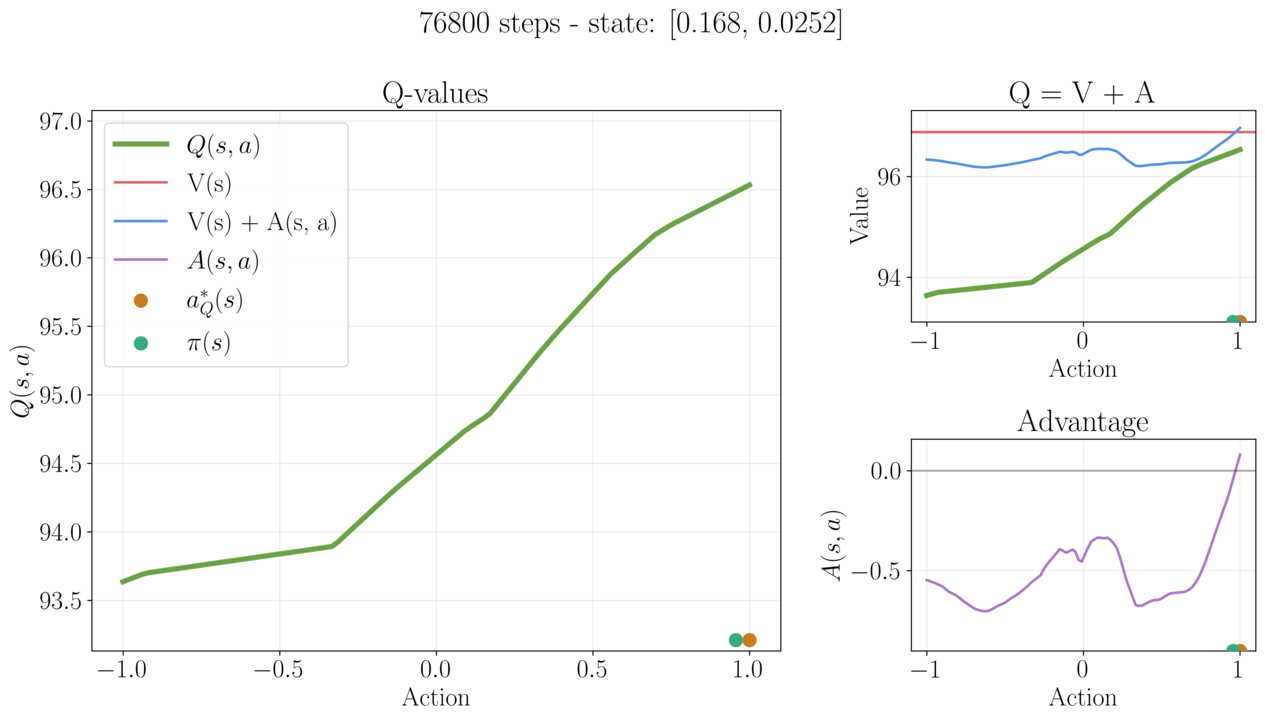 76800 steps - state: [0.168, 0.0252]
Q-values
97.0
96.5
96.0
95.5
95.0
94.5
94.0
93.5
Q(s, a)
Q(s, a)
V(s)
V(s) + A(s, a)
A(s, a)
a*Q(s)
π(s)
−1.0
−0.5
0.0
0.5
1.0
Action
Q = V + A
96
94
Value
−1
0
1
Action
Advantage
0.0
−0.5
A(s, a)
−1
0
1
Action